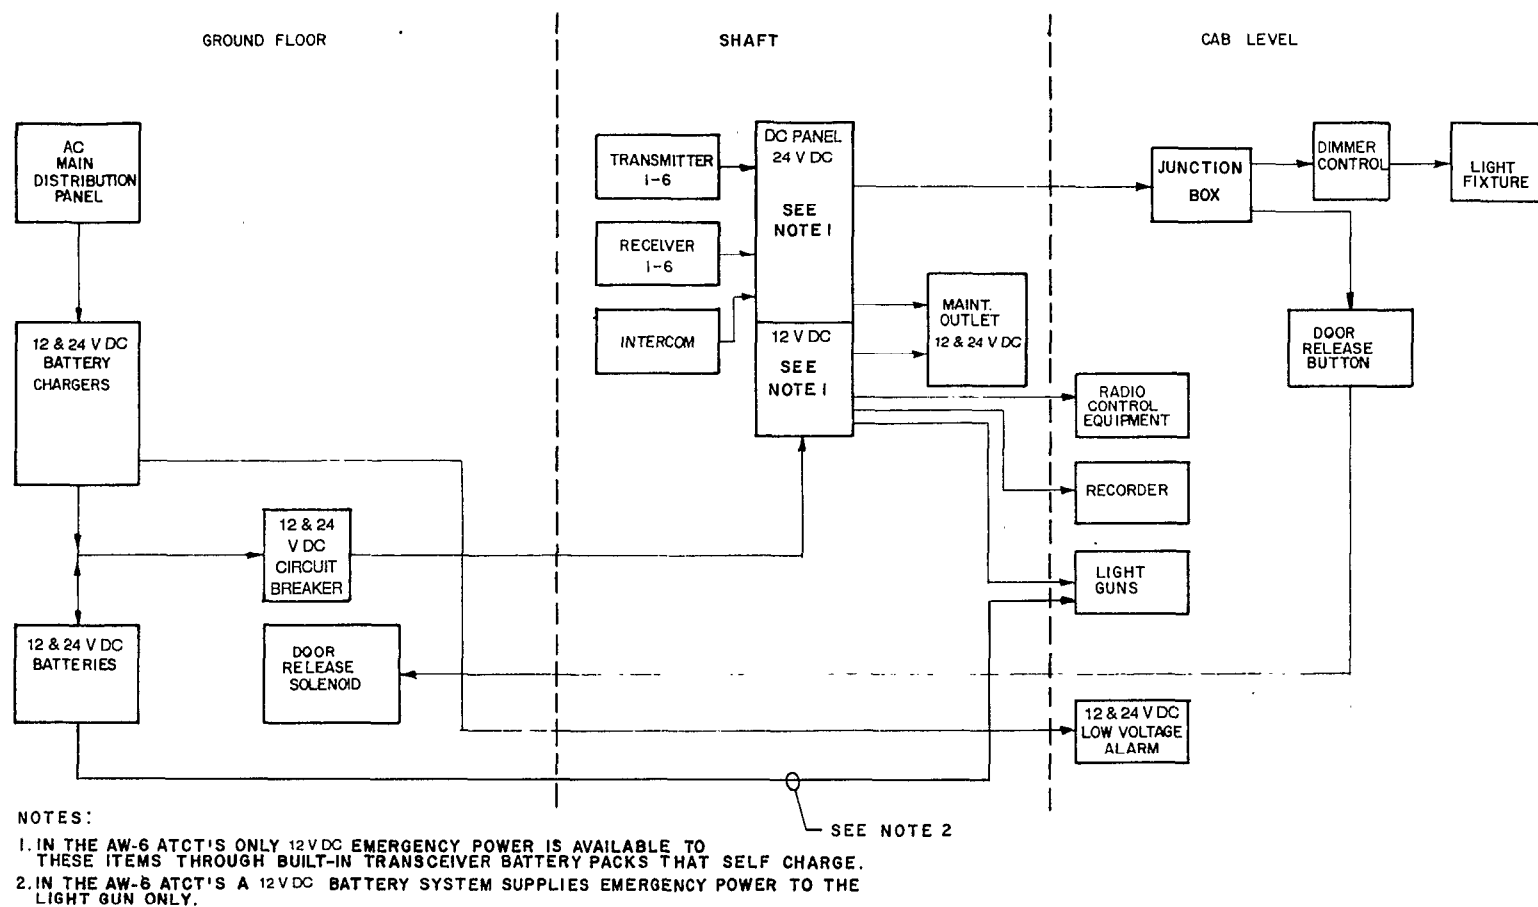 GROUND FLOOR
SHAFT
CAB LEVEL
AC
MAIN
DISTRIBUTION
PANEL
TRANSMITTER
1-6
RECEIVER
1-6
INTERCOM
DC PANEL
24 V DC
SEE
NOTE 1
12 V DC
SEE
NOTE 1
MAINT.
OUTLET
12 & 24 V DC
JUNCTION
BOX
DIMMER
CONTROL
LIGHT
FIXTURE
12 & 24 V DC
BATTERY
CHARGERS
DOOR
RELEASE
BUTTON
RADIO
CONTROL
EQUIPMENT
RECORDER
12 & 24
V DC
CIRCUIT
BREAKER
LIGHT
GUNS
12 & 24 V DC
BATTERIES
DOOR
RELEASE
SOLENOID
12 & 24 V DC
LOW VOLTAGE
ALARM
SEE NOTE 2
NOTES:
1. IN THE AW-6 ATCT'S ONLY 12 V DC EMERGENCY POWER IS AVAILABLE TO
THESE ITEMS THROUGH BUILT-IN TRANSCEIVER BATTERY PACKS THAT SELF CHARGE.
2. IN THE AW-6 ATCT'S A 12 V DC BATTERY SYSTEM SUPPLIES EMERGENCY POWER TO THE
LIGHT GUN ONLY.